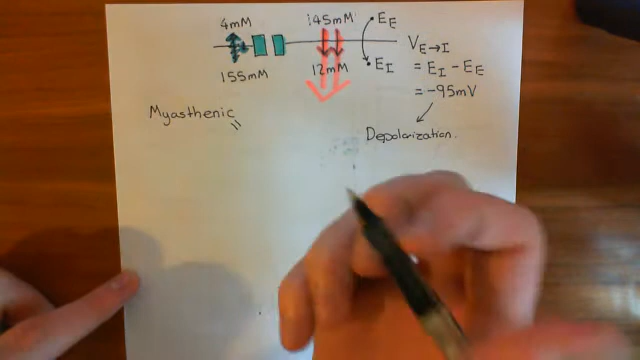 4mM
155mM
145mM
12mM
E_E
E_I
V_E→I
= E_I - E_E
= -95mV
Depolarization.
Myasthenic